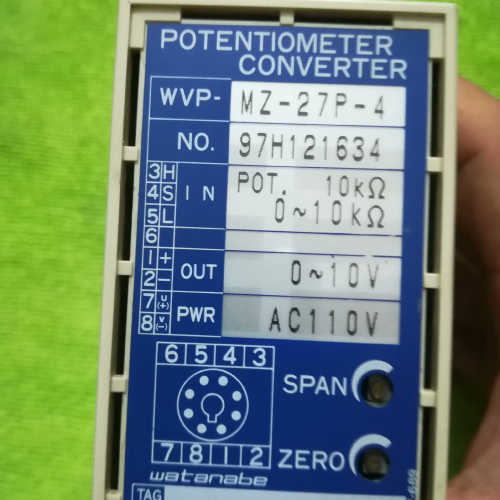 POTENTIOMETER
CONVERTER
WVP- MZ-27P-4
NO. 97H121634
3 H
4 S IN POT. 10kΩ
5 L 0~10kΩ
6
1 +
2 - OUT 0~10V
7 U(+)
8 V(-) PWR AC110V
6 5 4 3
SPAN
7 8 1 2
ZERO
watanabe
TAG